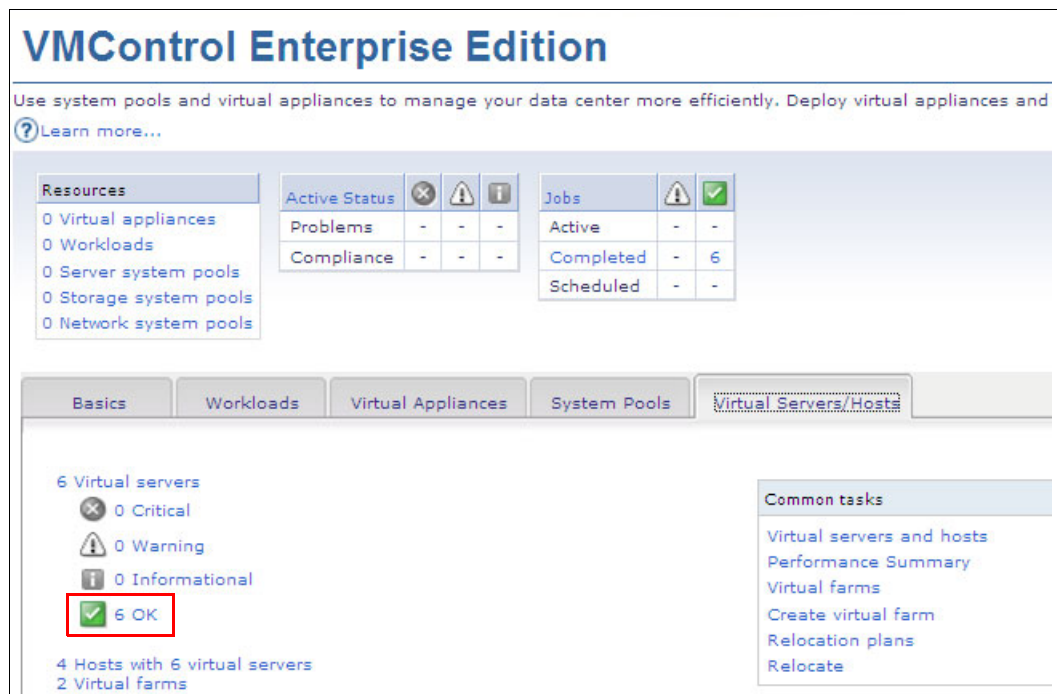 VMControl Enterprise Edition
Use system pools and virtual appliances to manage your data center more efficiently. Deploy virtual appliances and
?Learn more...
Resources
0 Virtual appliances
0 Workloads
0 Server system pools
0 Storage system pools
0 Network system pools
Active Status
Problems - - -
Compliance - - -
Jobs
Active - -
Completed - 6
Scheduled - -
Basics
Workloads
Virtual Appliances
System Pools
Virtual Servers/Hosts
6 Virtual servers
0 Critical
0 Warning
0 Informational
6 OK
4 Hosts with 6 virtual servers
2 Virtual farms
Common tasks
Virtual servers and hosts
Performance Summary
Virtual farms
Create virtual farm
Relocation plans
Relocate